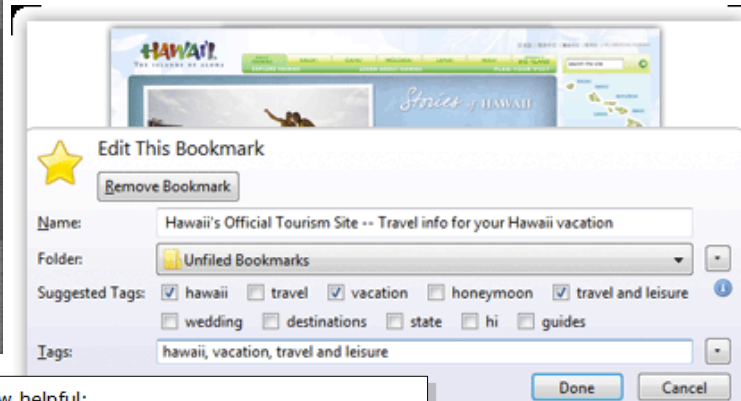 HAWAI'I
THE ISLANDS OF ALOHA
Stories of HAWAII
Edit This Bookmark
Remove Bookmark
Name: Hawaii's Official Tourism Site -- Travel info for your Hawaii vacation
Folder: Unfiled Bookmarks
Suggested Tags: hawaii travel vacation honeymoon travel and leisure
wedding destinations state hi guides
Tags: hawaii, vacation, travel and leisure
Done Cancel
helpful: